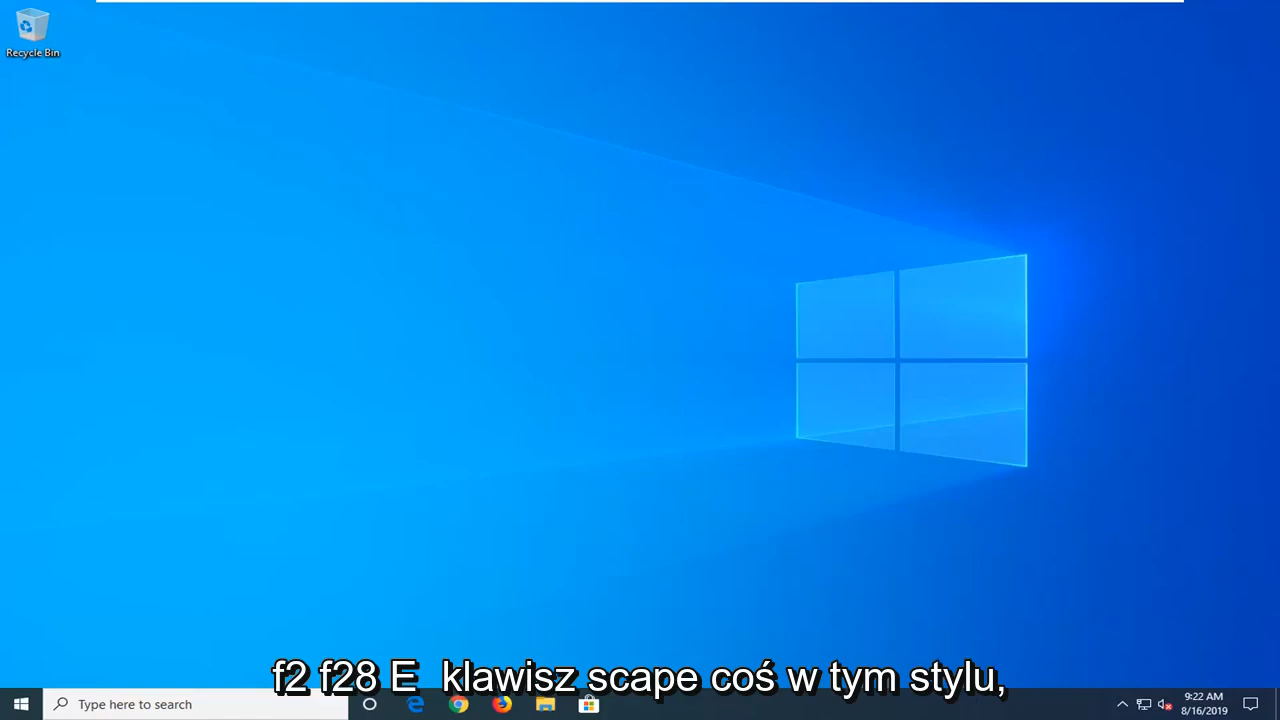 Recycle Bin
f2 f28 E klawisz scape coś w tym stylu,
Type here to search
9:22 AM
8/16/2019